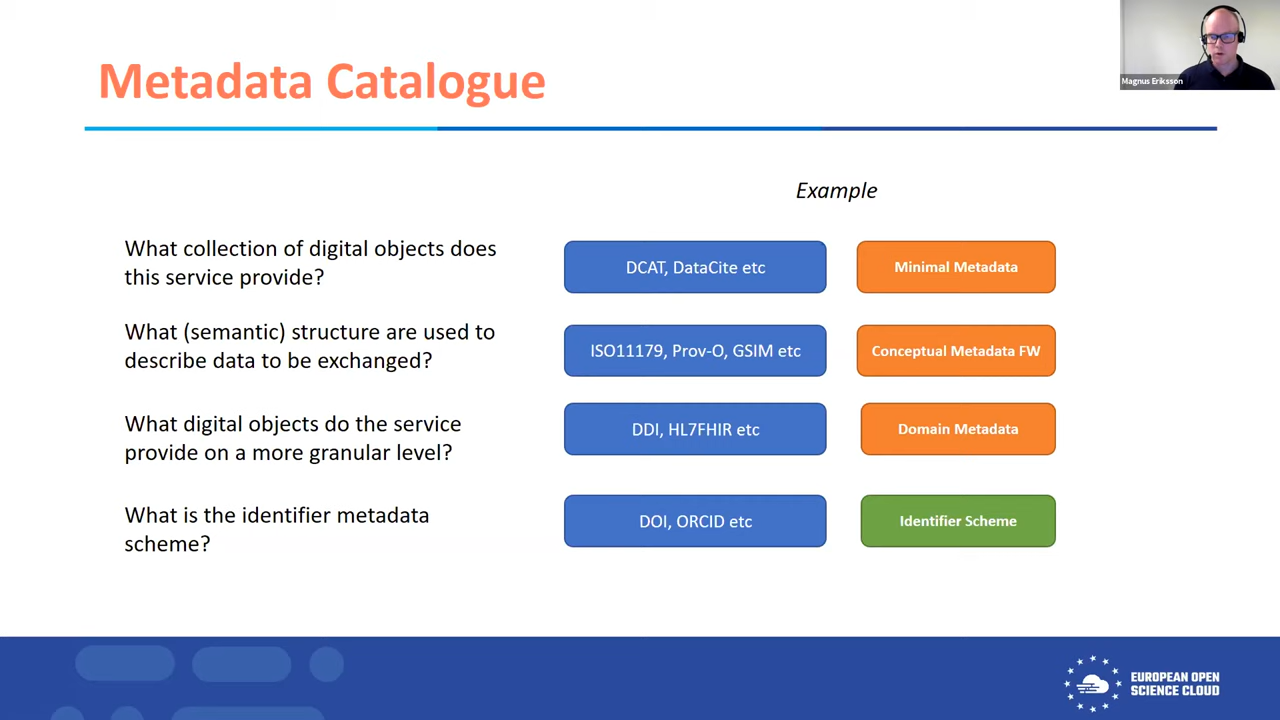 Metadata Catalogue
Magnus Eriksson
Example
What collection of digital objects does
this service provide?
DCAT, DataCite etc
Minimal Metadata
What (semantic) structure are used to
describe data to be exchanged?
ISO11179, Prov-O, GSIM etc
Conceptual Metadata FW
What digital objects do the service
provide on a more granular level?
DDI, HL7FHIR etc
Domain Metadata
What is the identifier metadata
scheme?
DOI, ORCID etc
Identifier Scheme
EUROPEAN OPEN
SCIENCE CLOUD